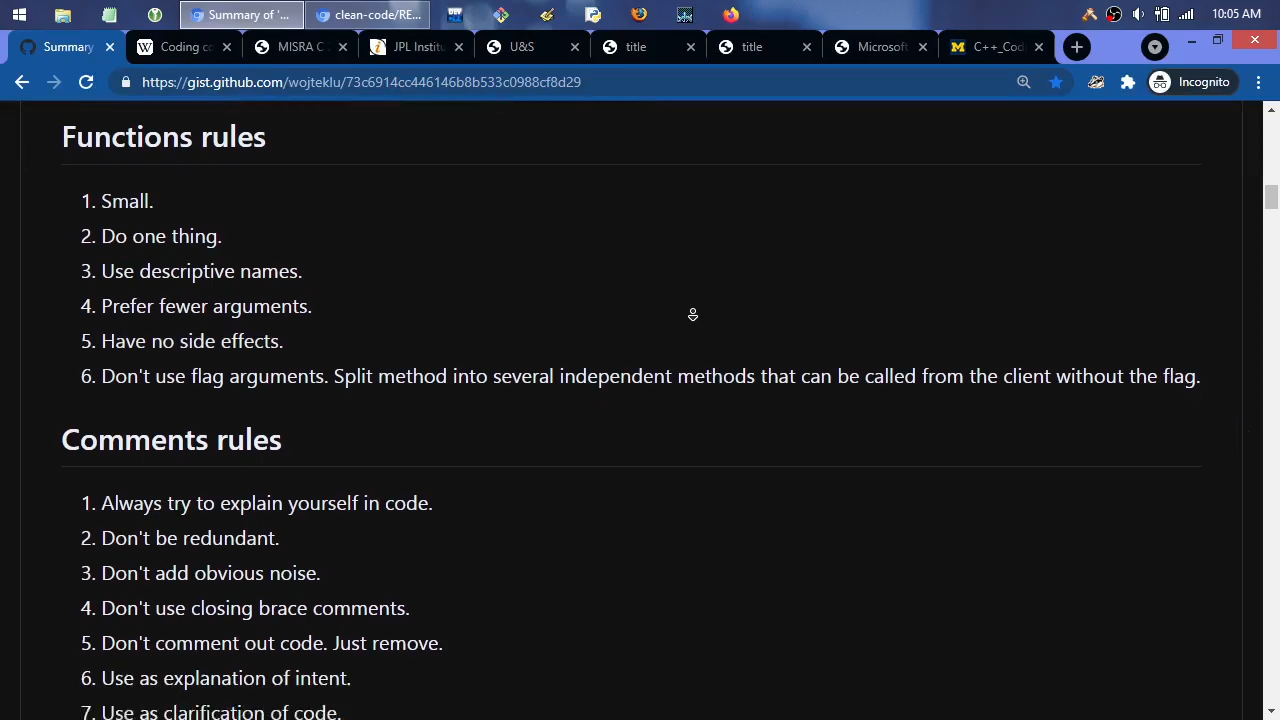 Summary of '...
clean-code/RE...
10:05 AM
Summary
Coding co
MISRA C
JPL Institu
U&S
title
title
Microsoft
C++_Cod
https://gist.github.com/wojteklu/73c6914cc446146b8b533c0988cf8d29
Incognito
Functions rules
1. Small.
2. Do one thing.
3. Use descriptive names.
4. Prefer fewer arguments.
5. Have no side effects.
6. Don't use flag arguments. Split method into several independent methods that can be called from the client without the flag.
Comments rules
1. Always try to explain yourself in code.
2. Don't be redundant.
3. Don't add obvious noise.
4. Don't use closing brace comments.
5. Don't comment out code. Just remove.
6. Use as explanation of intent.
7. Use as clarification of code.